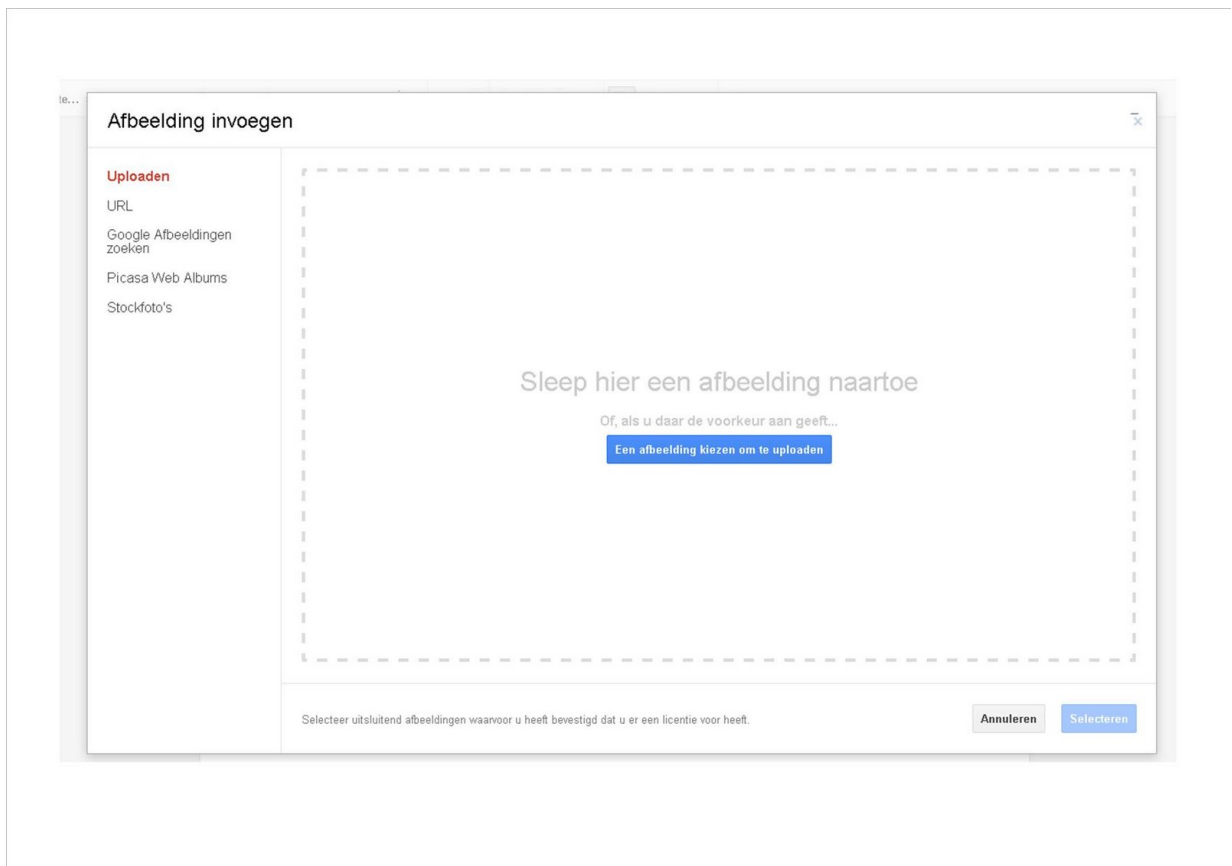 te...
Afbeelding invoegen
Uploaden
URL
Google Afbeeldingen
zoeken
Picasa Web Albums
Stockfoto's
Sleep hier een afbeelding naartoe
Of, als u daar de voorkeur aan geeft...
Een afbeelding kiezen om te uploaden
Selecteer uitsluitend afbeeldingen waarvoor u heeft bevestigd dat u er een licentie voor heeft.
Annuleren
Selecteren